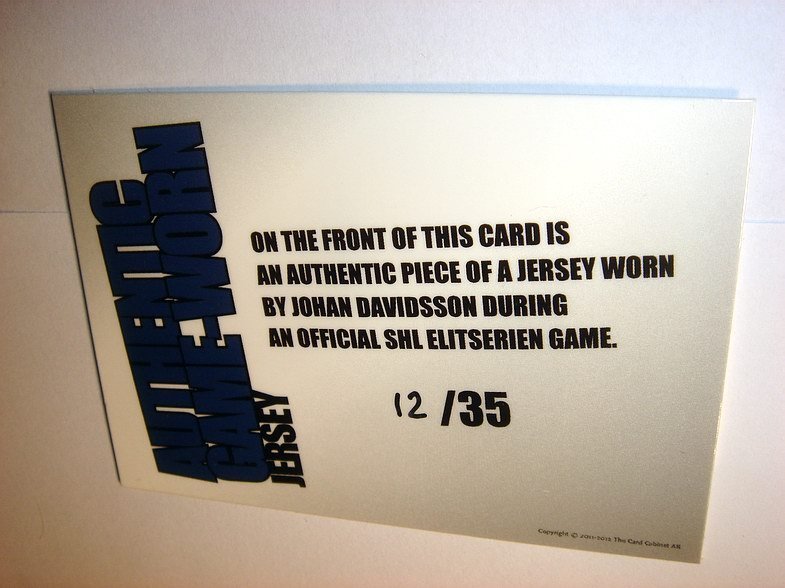 AUTHENTIC
GAME-WORN
JERSEY
ON THE FRONT OF THIS CARD IS
AN AUTHENTIC PIECE OF A JERSEY WORN
BY JOHAN DAVIDSSON DURING
AN OFFICIAL SHL ELITSERIEN GAME.
12 /35
Copyright © 2011-2012 The Card Cabinet AB